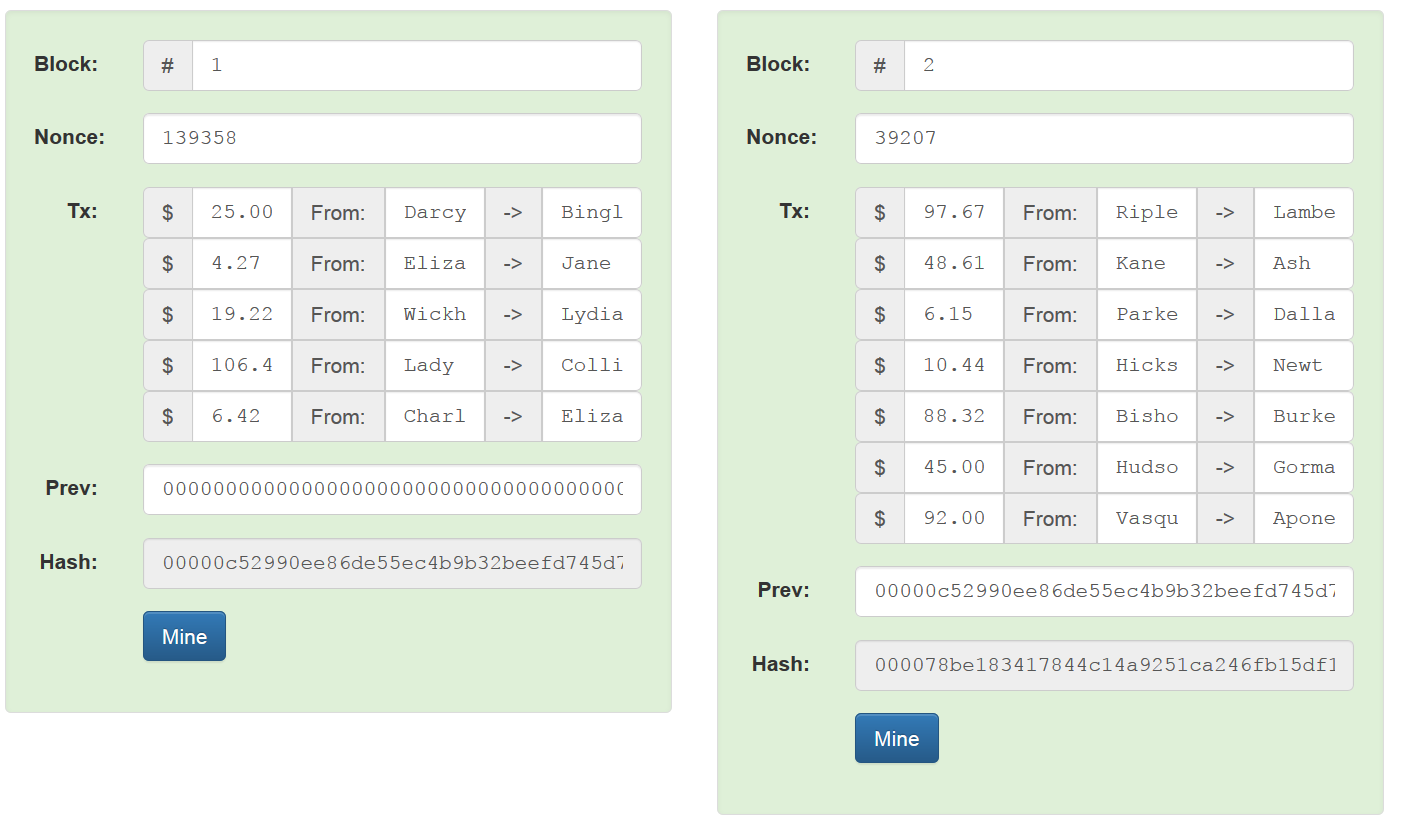 Block: # 1
Nonce: 139358
Tx: $ 25.00 From: Darcy -> Bingl
$ 4.27 From: Eliza -> Jane
$ 19.22 From: Wickh -> Lydia
$ 106.4 From: Lady -> Colli
$ 6.42 From: Charl -> Eliza
Prev: 0000000000000000000000000000000000000
Hash: 00000c52990ee86de55ec4b9b32beefd745d7
Mine
Block: # 2
Nonce: 39207
Tx: $ 97.67 From: Riple -> Lambe
$ 48.61 From: Kane -> Ash
$ 6.15 From: Parke -> Dalla
$ 10.44 From: Hicks -> Newt
$ 88.32 From: Bisho -> Burke
$ 45.00 From: Hudso -> Gorma
$ 92.00 From: Vasqu -> Apone
Prev: 00000c52990ee86de55ec4b9b32beefd745d7
Hash: 000078be183417844c14a9251ca246fb15df1
Mine